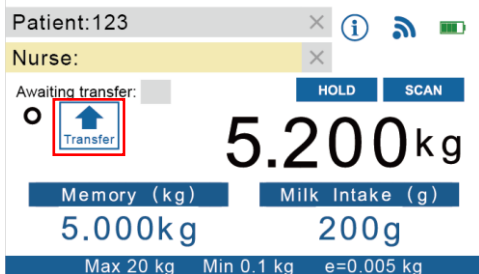 Patient:123
Nurse:
Awaiting transfer:
HOLD
SCAN
Transfer
5.200kg
Memory (kg)
Milk Intake (g)
5.000kg
200g
Max 20 kg Min 0.1 kg e=0.005 kg